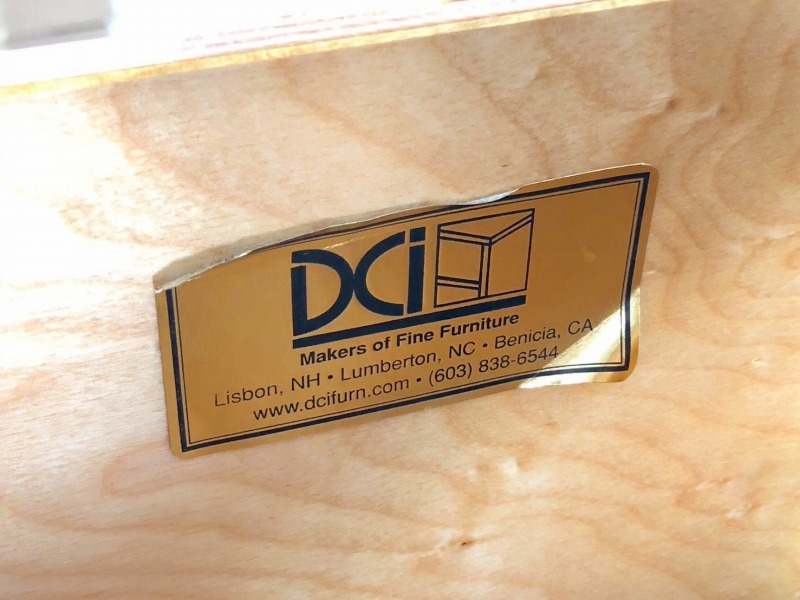 DCi
Makers of Fine Furniture
Lisbon, NH • Lumberton, NC • Benicia, CA
www.dcifurn.com • (603) 838-6544